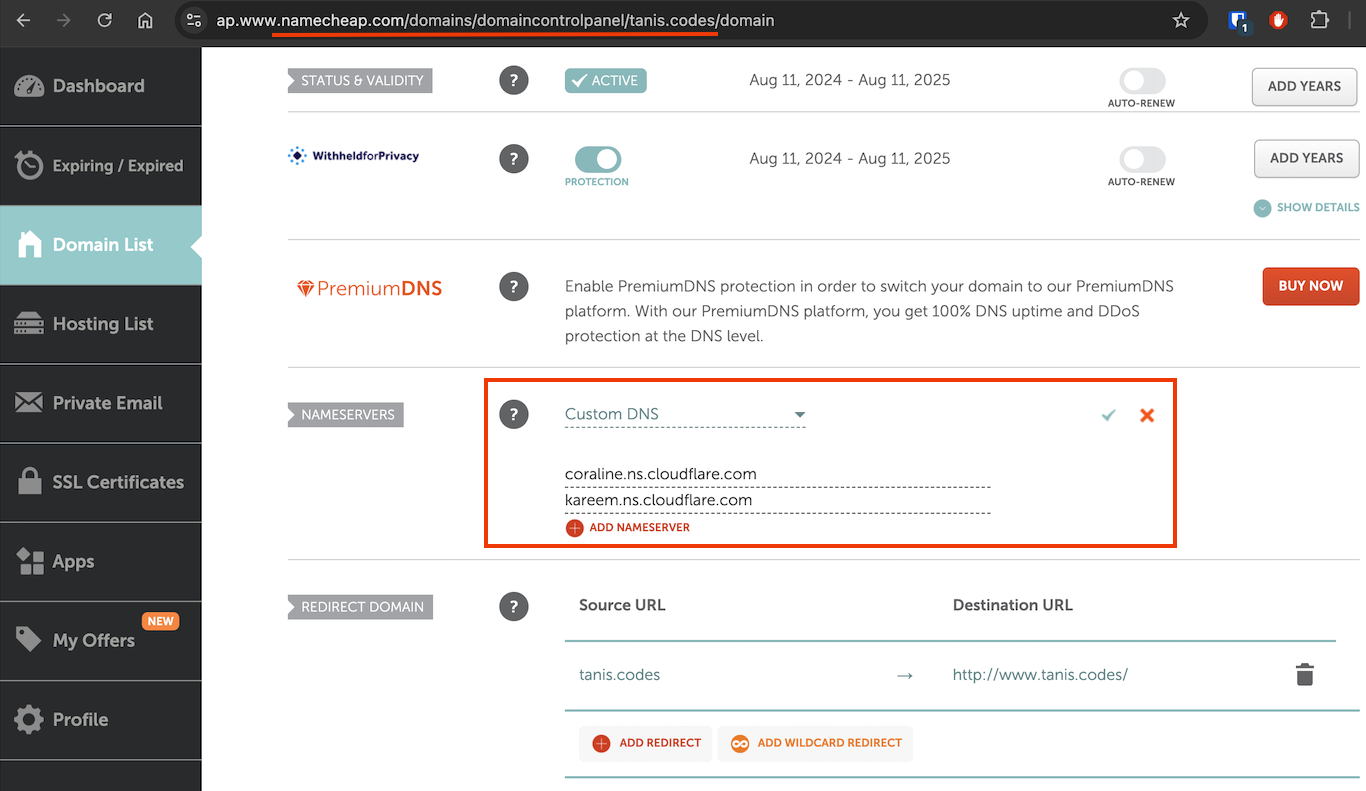 ap.www.namecheap.com/domains/domaincontrolpanel/tanis.codes/domain
1
Dashboard
Expiring / Expired
Domain List
Hosting List
Private Email
SSL Certificates
Apps
NEW
My Offers
Profile
STATUS & VALIDITY ? ACTIVE Aug 11, 2024 - Aug 11, 2025 AUTO-RENEW ADD YEARS
WithheldforPrivacy ? PROTECTION Aug 11, 2024 - Aug 11, 2025 AUTO-RENEW ADD YEARS
SHOW DETAILS
PremiumDNS ? Enable PremiumDNS protection in order to switch your domain to our PremiumDNS BUY NOW
platform. With our PremiumDNS platform, you get 100% DNS uptime and DDoS
protection at the DNS level.
NAMESERVERS ? Custom DNS
coraline.ns.cloudflare.com
kareem.ns.cloudflare.com
ADD NAMESERVER
REDIRECT DOMAIN ? Source URL Destination URL
tanis.codes → http://www.tanis.codes/
ADD REDIRECT ADD WILDCARD REDIRECT